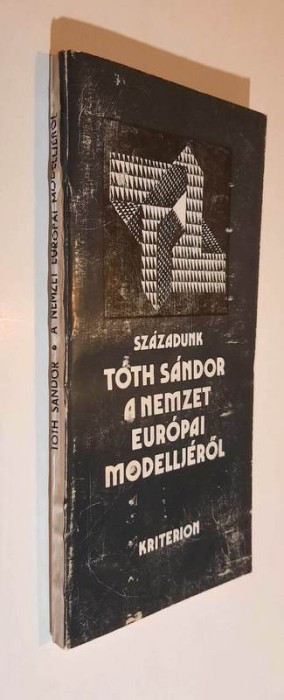 SZÁZADUNK
TÓTH SÁNDOR
A NEMZET
EURÓPAI
MODELLJÉRŐL
KRITERION
TÓTH SÁNDOR • A NEMZET EURÓPAI MODELLJÉRŐL